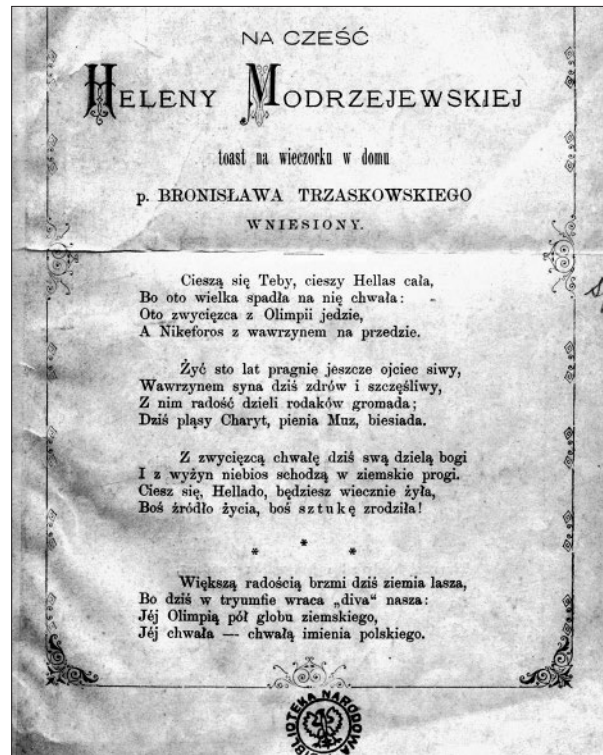 NA CZEŚĆ
HELENY MODRZEJEWSKIEJ
toast na wieczorku w domu
p. BRONISŁAWA TRZASKOWSKIEGO
WNIESIONY.
Cieszą się Teby, cieszy Hellas cała,
Bo oto wielka spadła na nię chwała:
Oto zwycięzca z Olimpii jedzie,
A Nikeforos z wawrzynem na przedzie.
Żyć sto lat pragnie jeszcze ojciec siwy,
Wawrzynem syna dziś zdrów i szczęśliwy,
Z nim radość dzieli rodaków gromada;
Dziś pląsy Charyt, pienia Muz, biesiada.
Z zwycięzcą chwałę dziś swą dzielą bogi
I z wyżyn niebios schodzą w ziemskie progi.
Ciesz się, Hellado, będziesz wiecznie żyła,
Boś źródło życia, boś sztukę zrodziła!
* * *
Większą radością brzmi dziś ziemia lasza,
Bo dziś w tryumfie wraca „diva“ nasza:
Jéj Olimpią pół globu ziemskiego,
Jéj chwała — chwałą imienia polskiego.
BIBLIOTEKA NARODOWA